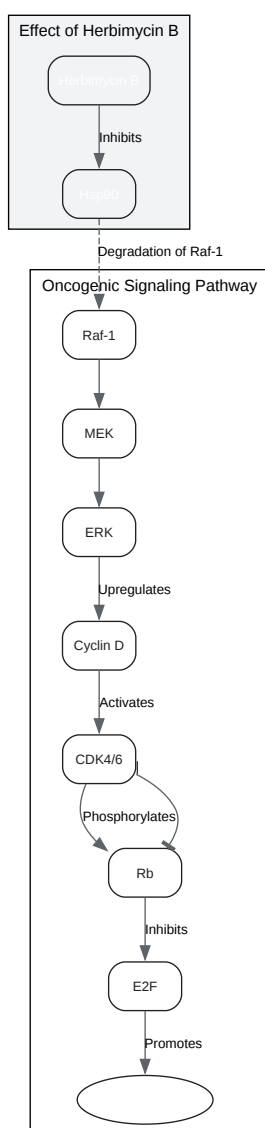 Effect of Herbimycin B
Herbimycin B
Inhibits
Hsp90
Degradation of Raf-1
Oncogenic Signaling Pathway
Raf-1
MEK
ERK
Upregulates
Cyclin D
Activates
CDK4/6
Phosphorylates
Rb
Inhibits
E2F
Promotes